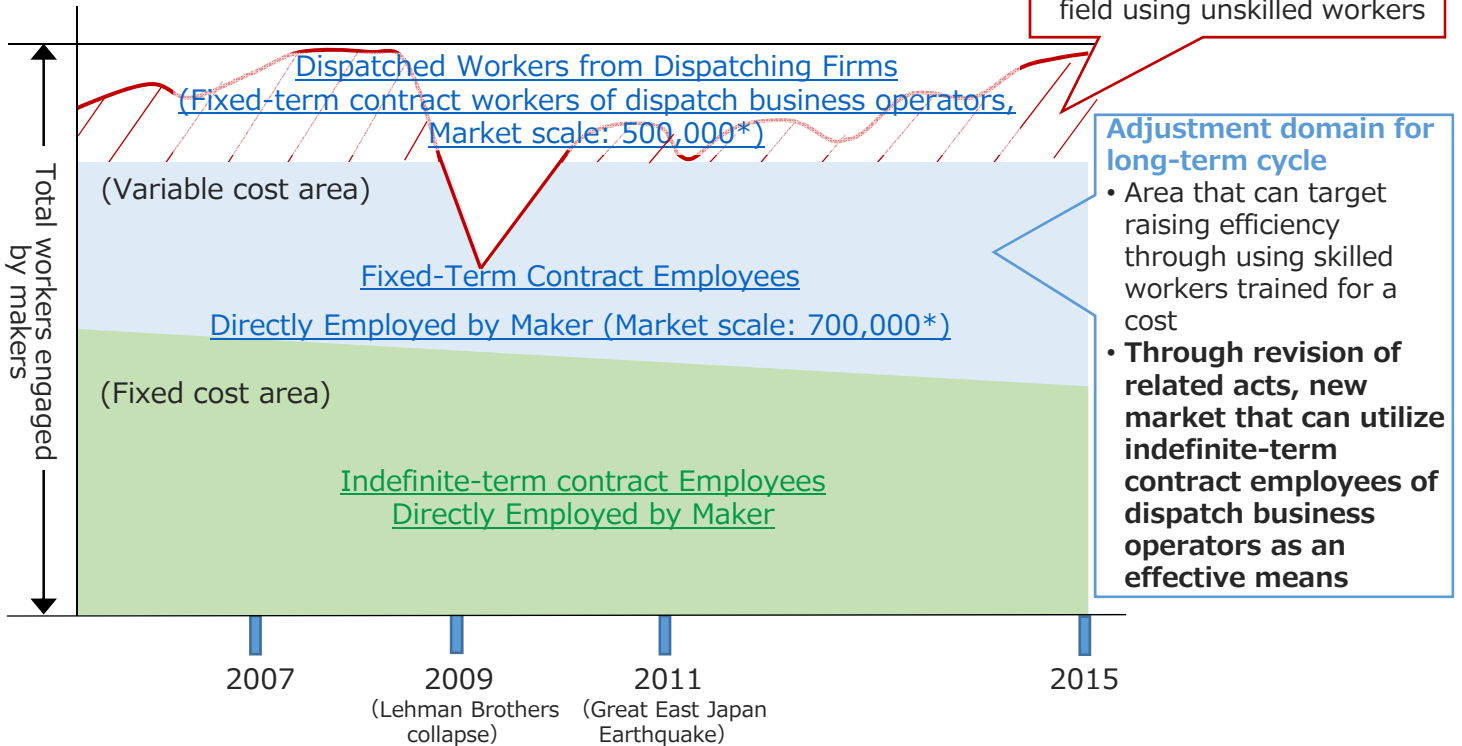 field using unskilled workers
Dispatched Workers from Dispatching Firms
(Fixed-term contract workers of dispatch business operators,
Market scale: 500,000*)
Adjustment domain for
long-term cycle
• Area that can target
raising efficiency
through using skilled
workers trained for a
cost
• Through revision of
related acts, new
market that can utilize
indefinite-term
contract employees of
dispatch business
operators as an
effective means
Total workers engaged
by makers
(Variable cost area)
Fixed-Term Contract Employees
Directly Employed by Maker (Market scale: 700,000*)
(Fixed cost area)
Indefinite-term contract Employees
Directly Employed by Maker
2007
2009
(Lehman Brothers
collapse)
2011
(Great East Japan
Earthquake)
2015